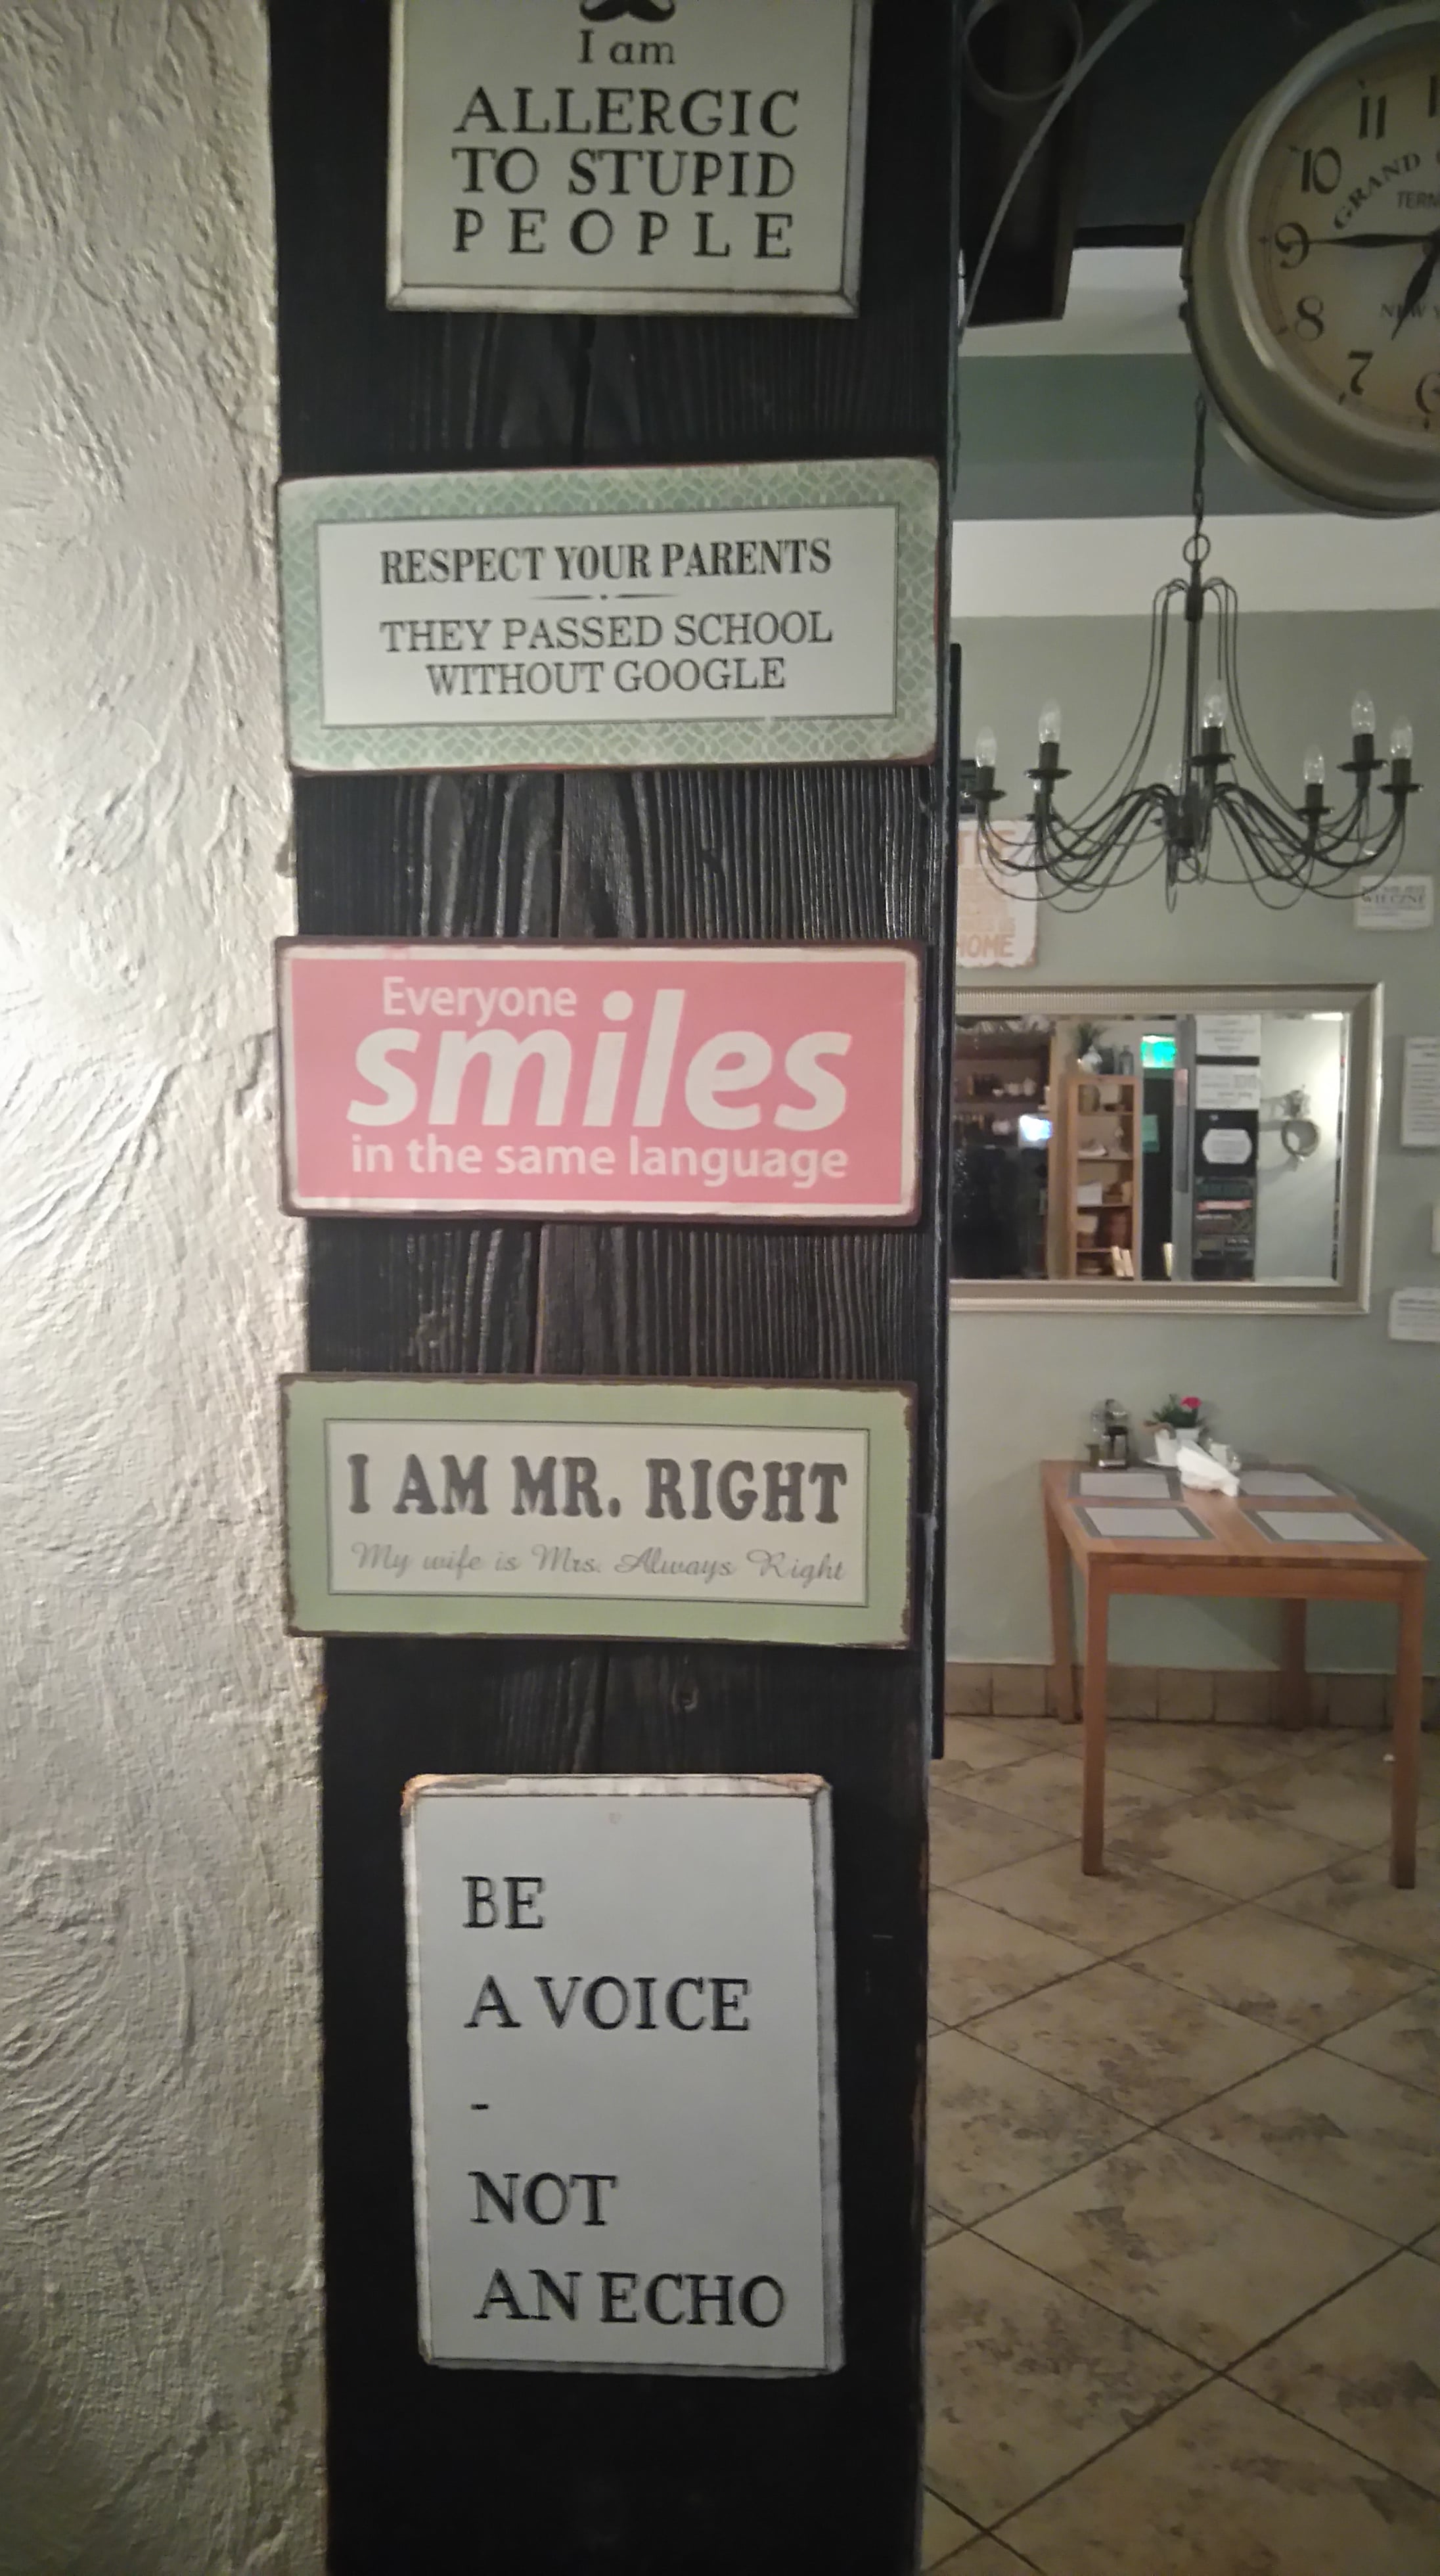 I am
ALLERGIC
TO STUPID
PEOPLE
RESPECT YOUR PARENTS
THEY PASSED SCHOOL
WITHOUT GOOGLE
Everyone
smiles
in the same language
I AM MR. RIGHT
My wife is Mrs. Always Right
BE
A VOICE
-
NOT
AN ECHO
11
10
9
8
7
GRAND
HOME
WIECZNE